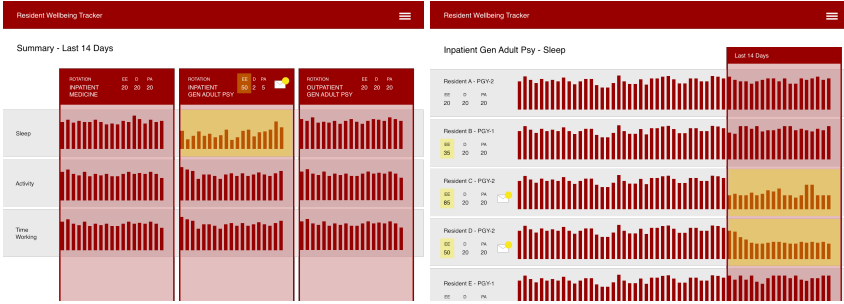 Resident Wellbeing Tracker
Summary - Last 14 Days
ROTATION EE D PA
INPATIENT 20 20 20
MEDICINE
ROTATION EE D PA
INPATIENT 50 2 5
GEN ADULT PSY
ROTATION EE D PA
OUTPATIENT 20 20 20
GEN ADULT PSY
Sleep
Activity
Time
Working
Resident Wellbeing Tracker
Inpatient Gen Adult Psy - Sleep
Last 14 Days
Resident A - PGY-2
EE D PA
20 20 20
Resident B - PGY-1
EE D PA
35 20 20
Resident C - PGY-2
EE D PA
85 20 20
Resident D - PGY-2
EE D PA
50 20 20
Resident E - PGY-1
EE D PA